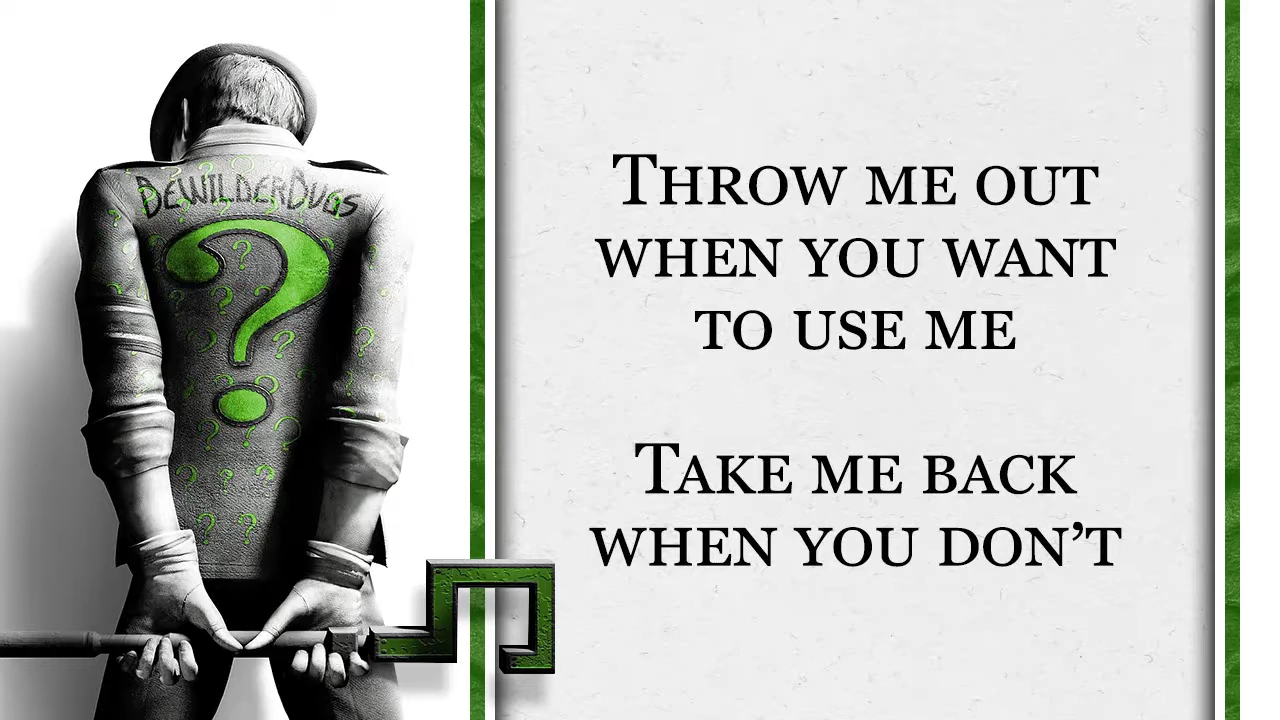 BewilderBugs
Throw me out
when you want
to use me
Take me back
when you don’t